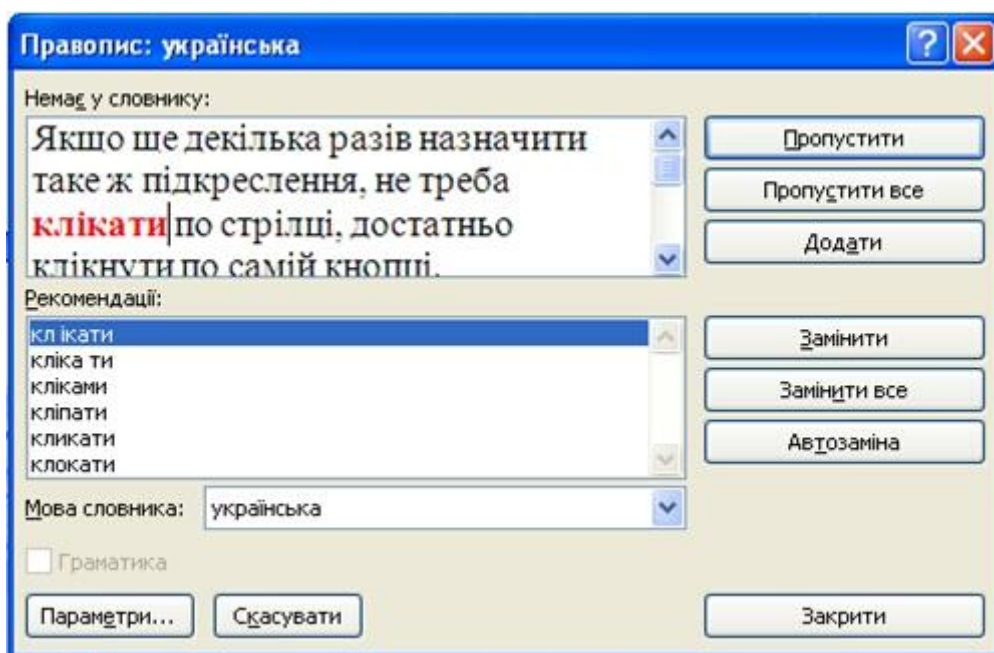 Правопис: українська
Немає у словнику:
Якщо ще декілька разів назначити
таке ж підкреслення, не треба
клікати по стрілці, достатньо
клікнути по самій кнопці.
Пропустити
Пропустити все
Додати
Рекомендації:
кл ікати
кліка ти
кліками
кліпати
кликати
клокати
Замінити
Замінити все
Автозаміна
Мова словника: українська
Граматика
Параметри... Скасувати Закрити